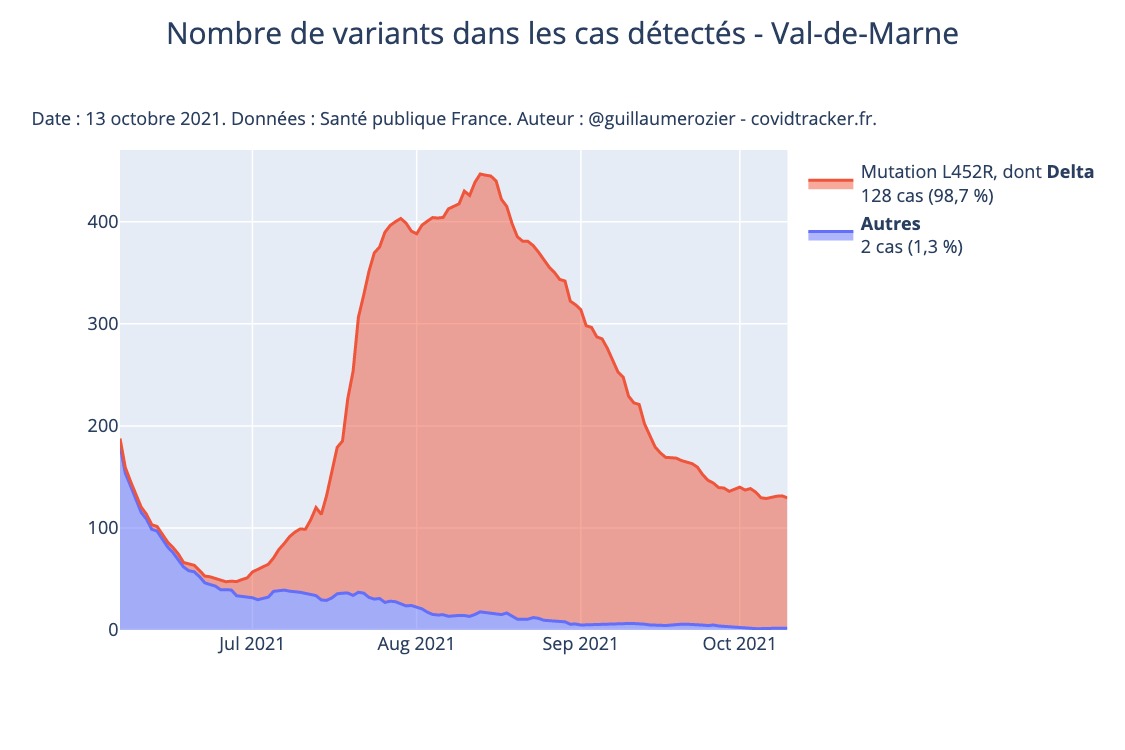 Nombre de variants dans les cas détectés - Val-de-Marne
Date : 13 octobre 2021. Données : Santé publique France. Auteur : @guillaumerozier - covidtracker.fr.
Mutation L452R, dont Delta
128 cas (98,7 %)
Autres
2 cas (1,3 %)
400
300
200
100
0
Jul 2021
Aug 2021
Sep 2021
Oct 2021